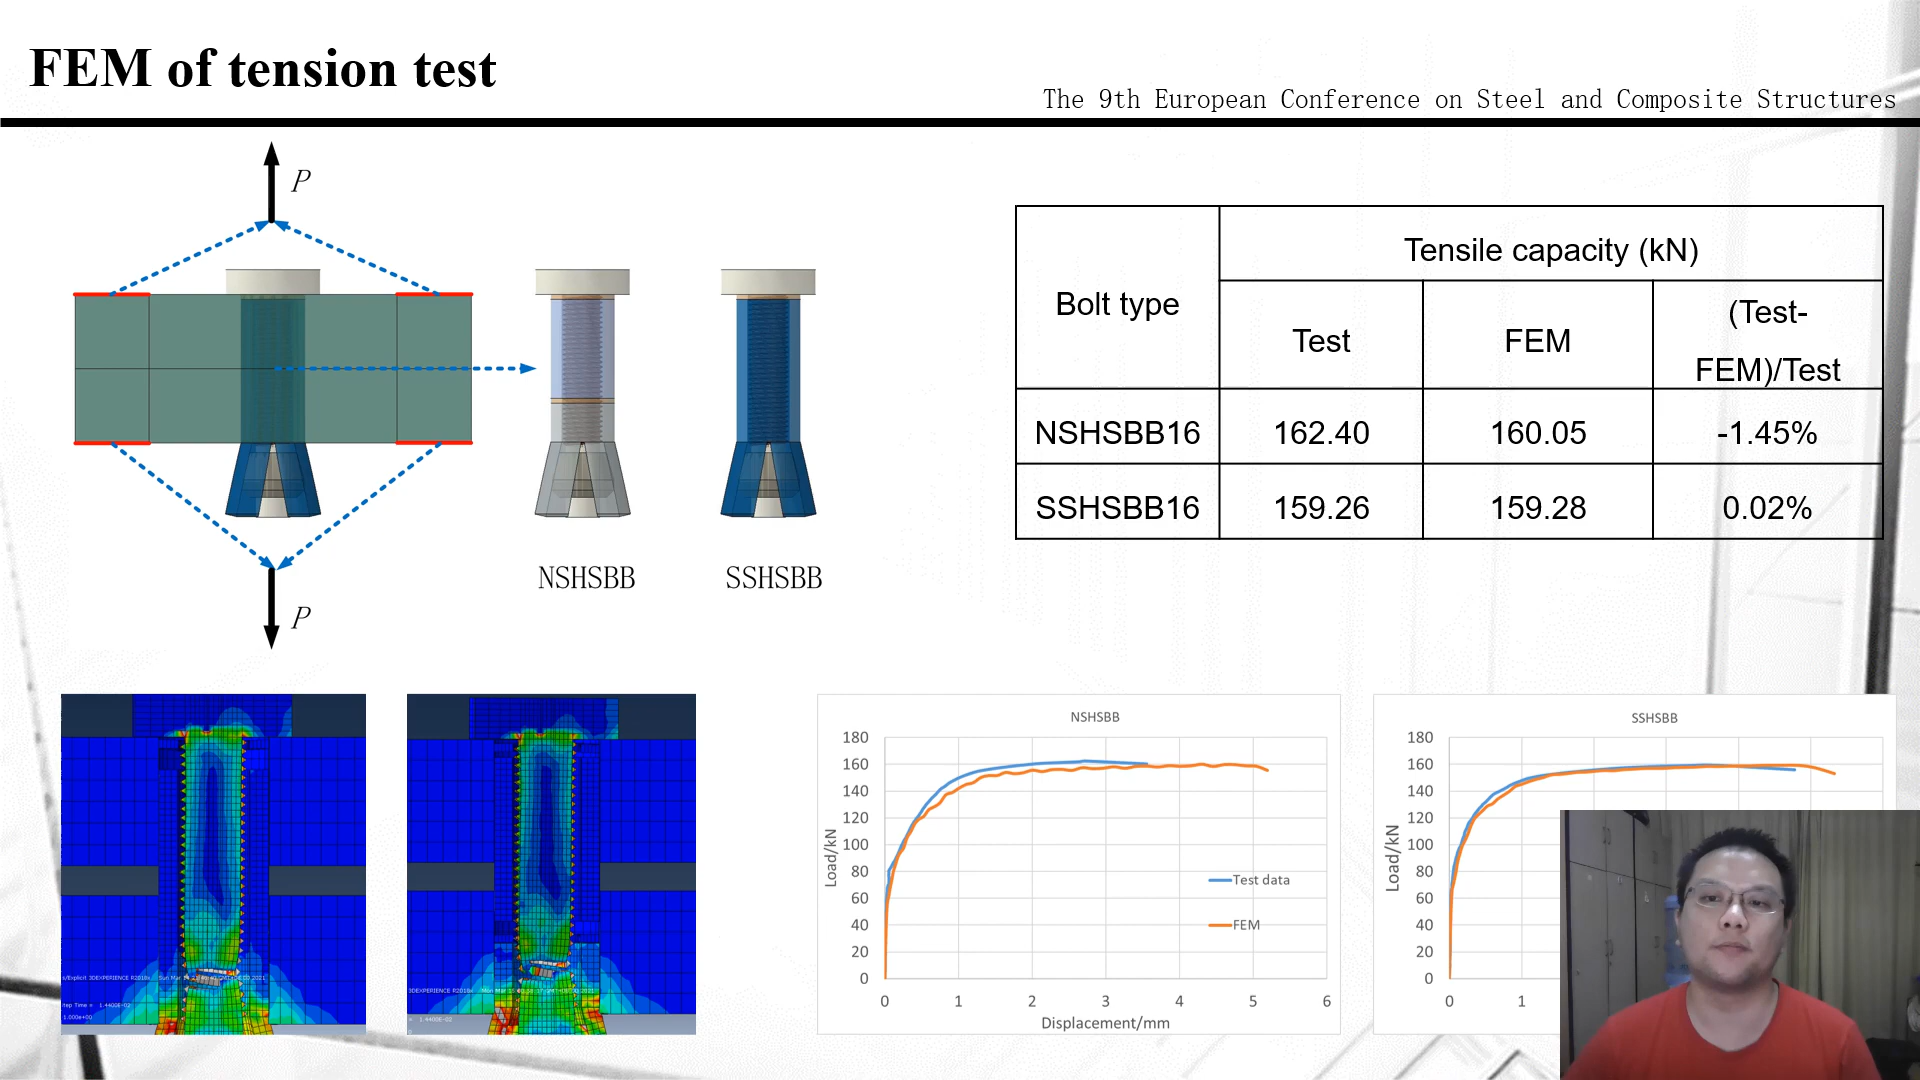 FEM of tension test
The 9th European Conference on Steel and Composite Structures
P
P
NSHSBB
SSHSBB
Bolt type
Tensile capacity (kN)
Test
FEM
(Test-
FEM)/Test
NSHSBB16
162.40
160.05
-1.45%
SSHSBB16
159.26
159.28
0.02%
NSHSBB
180
160
140
120
100
80
60
40
20
0
Load/kN
0 1 2 3 4 5 6
Displacement/mm
Test data
FEM
SSHSBB
180
160
140
120
100
80
60
40
20
0
Load/kN
0 1